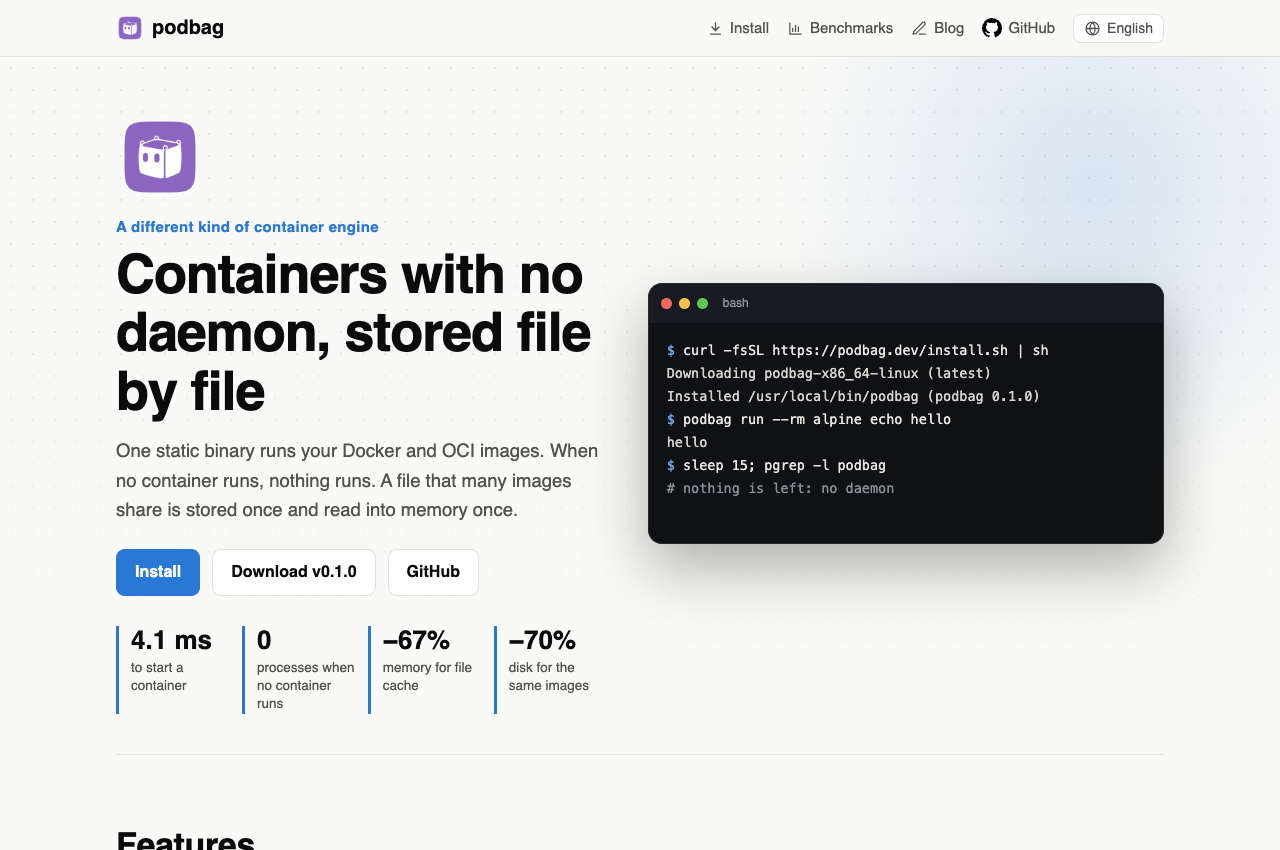 podbag
Install
Benchmarks
Blog
GitHub
English
A different kind of container engine
Containers with no
daemon, stored file
by file
One static binary runs your Docker and OCI images. When
no container runs, nothing runs. A file that many images
share is stored once and read into memory once.
Install
Download v0.1.0
GitHub
4.1 ms
to start a
container
0
processes when
no container
runs
−67%
memory for file
cache
−70%
disk for the
same images
bash
$ curl -fsSL https://podbag.dev/install.sh | sh
Downloading podbag-x86_64-linux (latest)
Installed /usr/local/bin/podbag (podbag 0.1.0)
$ podbag run --rm alpine echo hello
hello
$ sleep 15; pgrep -l podbag
# nothing is left: no daemon
Features